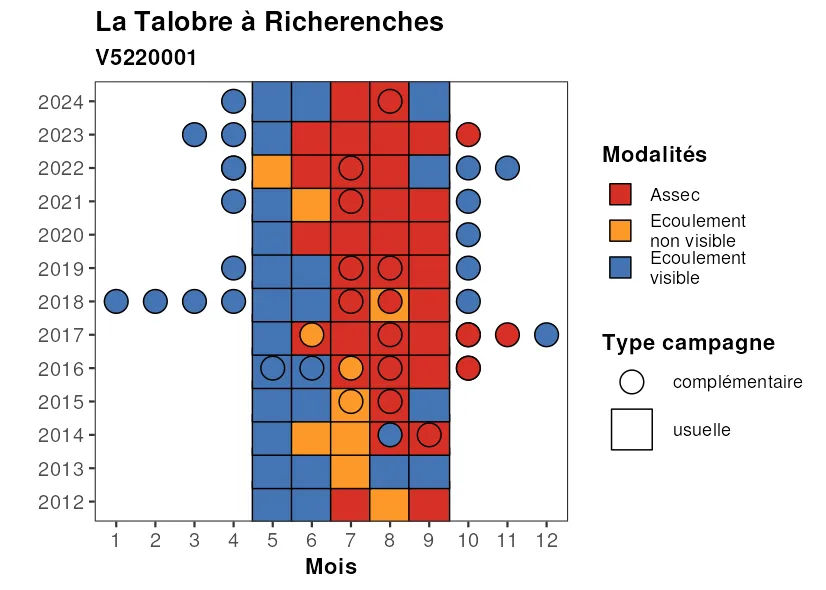 La Talobre à Richerenches
V5220001
2024
2023
2022
2021
2020
2019
2018
2017
2016
2015
2014
2013
2012
1 2 3 4 5 6 7 8 9 10 11 12
Mois
Modalités
Assec
Ecoulement
non visible
Ecoulement
visible
Type campagne
complémentaire
usuelle